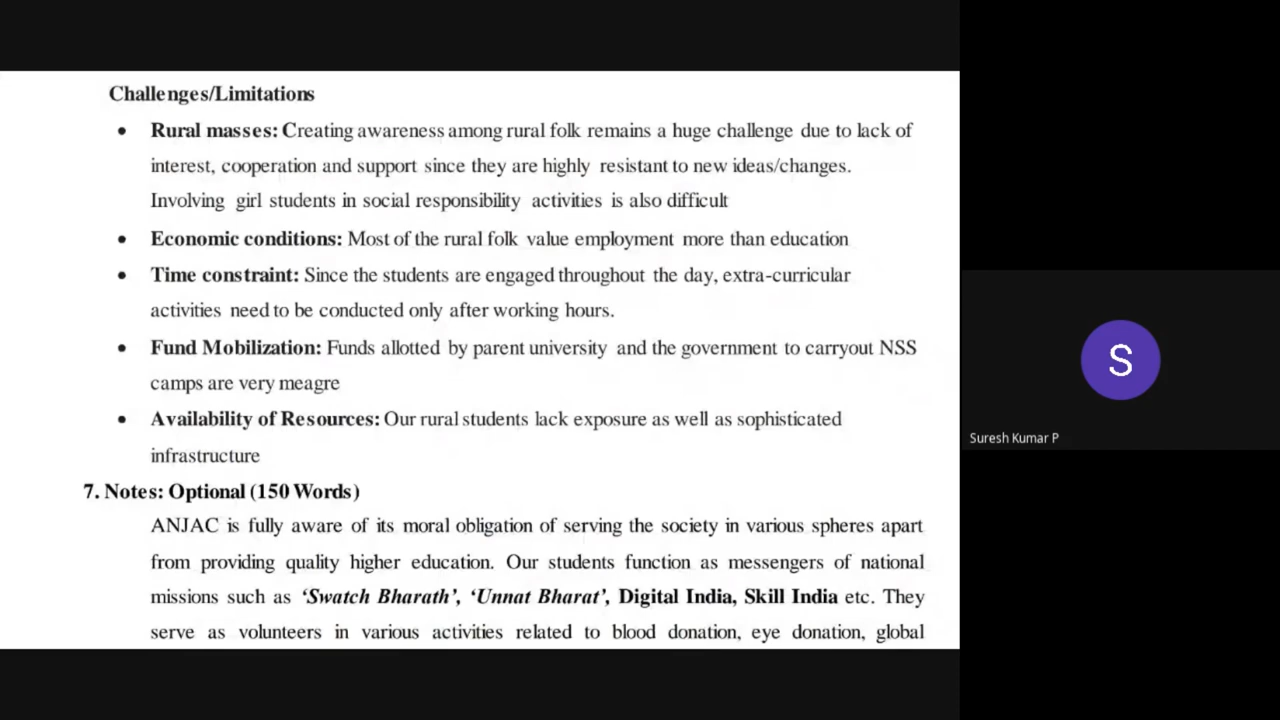 Challenges/Limitations
• Rural masses: Creating awareness among rural folk remains a huge challenge due to lack of
interest, cooperation and support since they are highly resistant to new ideas/changes.
Involving girl students in social responsibility activities is also difficult
• Economic conditions: Most of the rural folk value employment more than education
• Time constraint: Since the students are engaged throughout the day, extra-curricular
activities need to be conducted only after working hours.
• Fund Mobilization: Funds allotted by parent university and the government to carryout NSS
camps are very meagre
• Availability of Resources: Our rural students lack exposure as well as sophisticated
infrastructure
7. Notes: Optional (150 Words)
ANJAC is fully aware of its moral obligation of serving the society in various spheres apart
from providing quality higher education. Our students function as messengers of national
missions such as ‘Swatch Bharath’, ‘Unnat Bharat’, Digital India, Skill India etc. They
serve as volunteers in various activities related to blood donation, eye donation, global
S
Suresh Kumar P